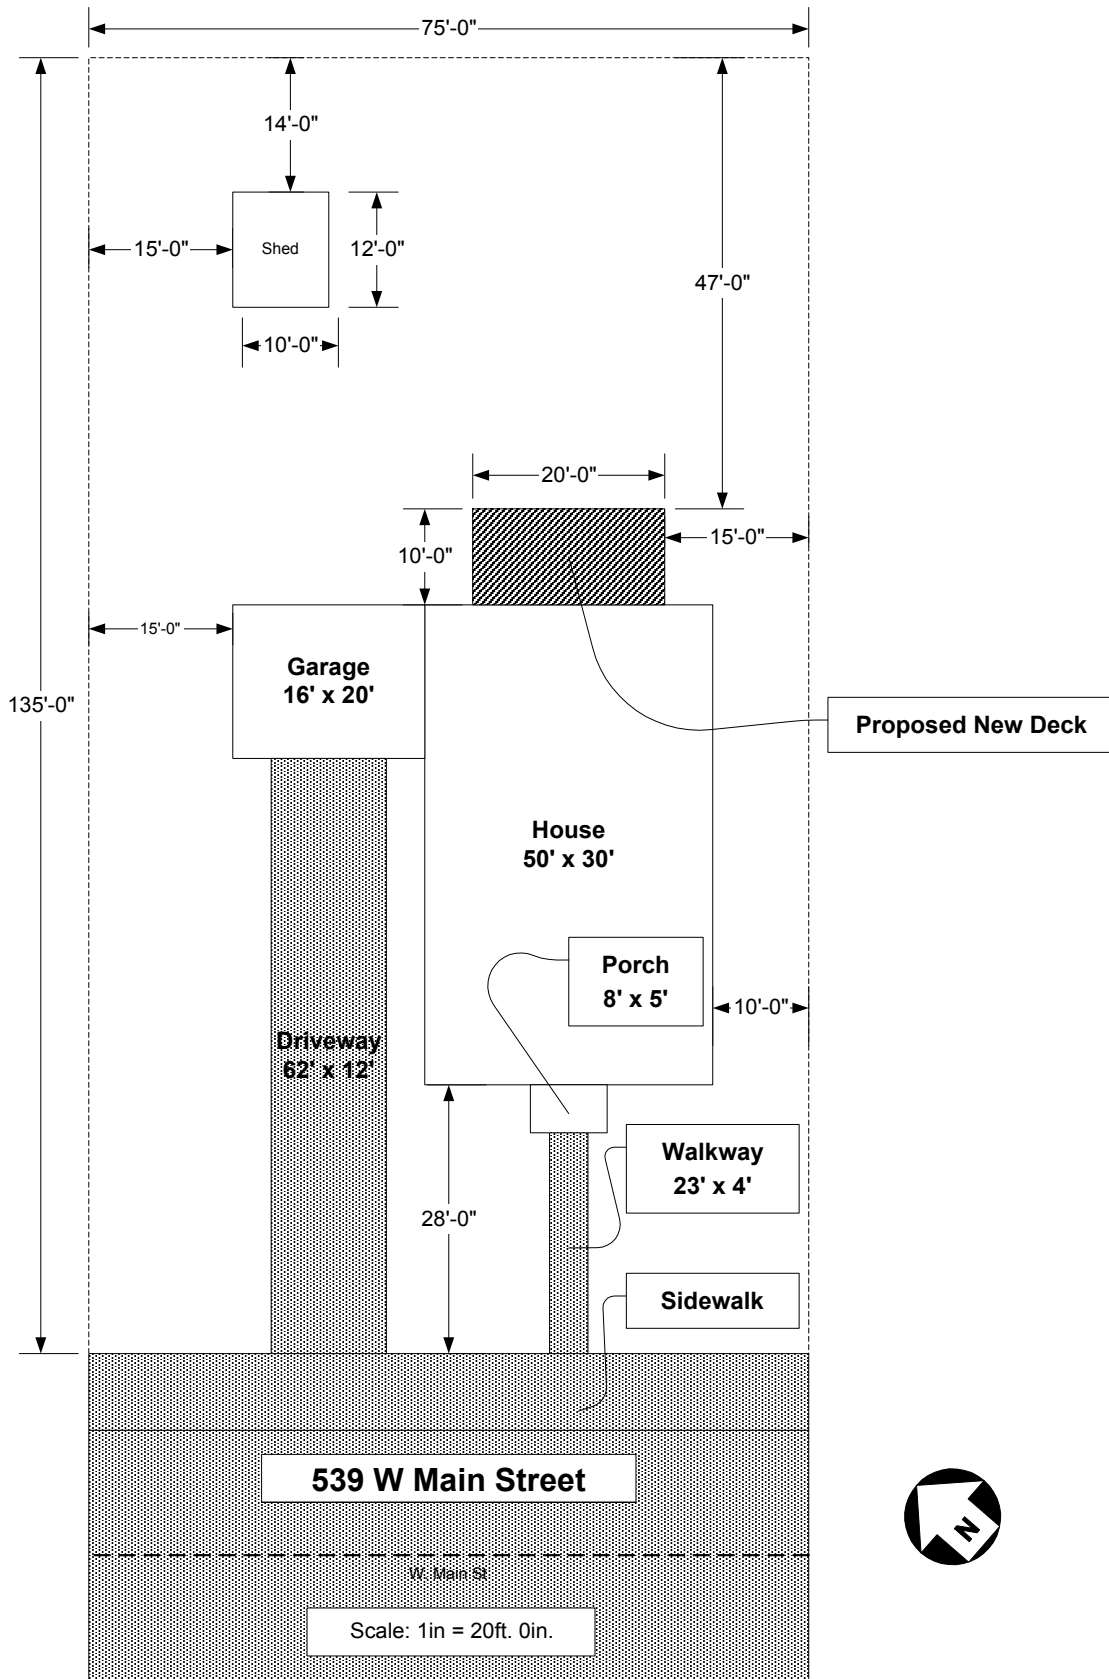 75'-0"
14'-0"
15'-0"
Shed
12'-0"
47'-0"
10'-0"
20'-0"
15'-0"
10'-0"
15'-0"
Garage
16' x 20'
135'-0"
Proposed New Deck
House
50' x 30'
Porch
8' x 5'
10'-0"
Driveway
62' x 12'
Walkway
23' x 4'
28'-0"
Sidewalk
539 W Main Street
N
W. Main St
Scale: 1in = 20ft. 0in.